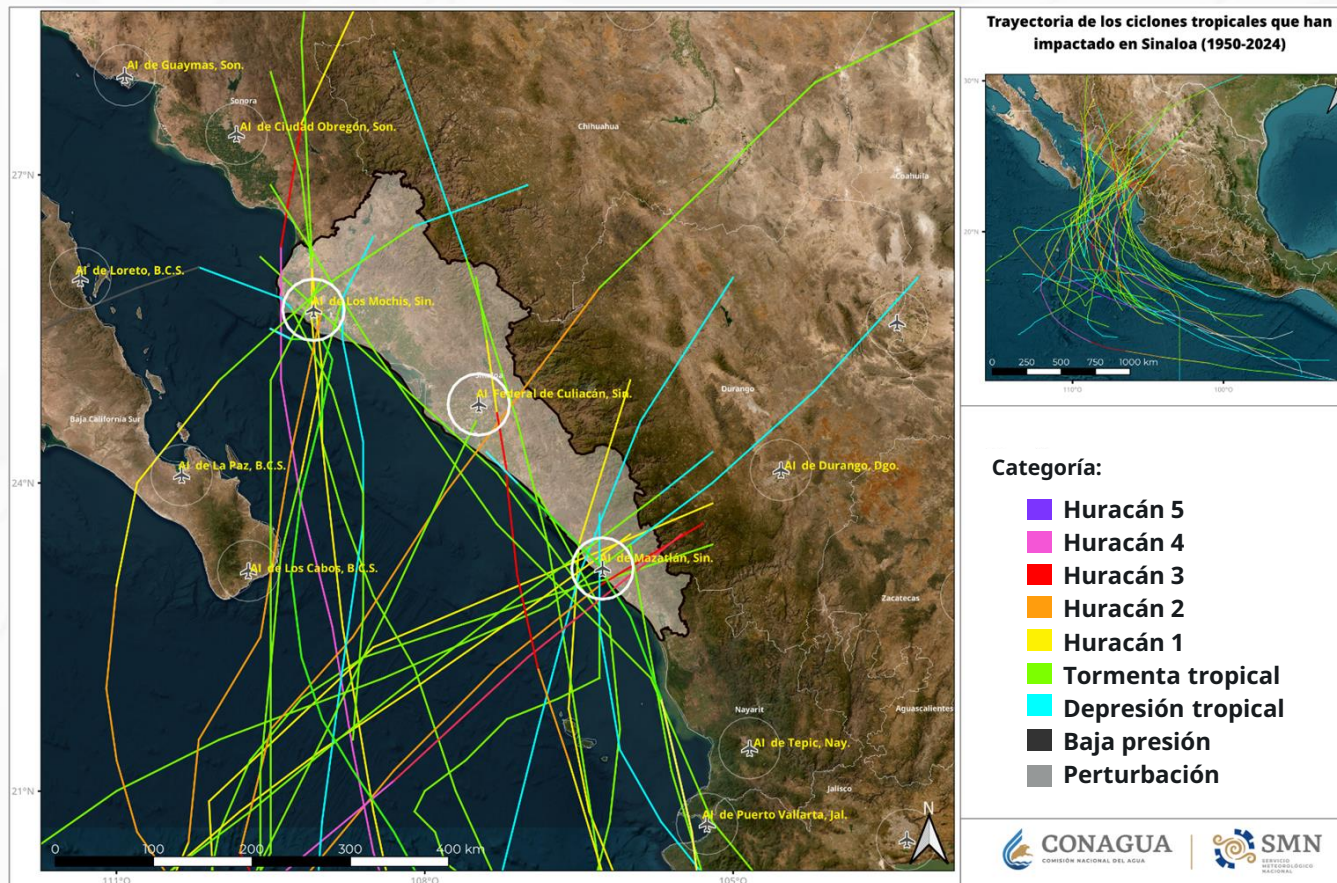 Trayectoria de los ciclones tropicales que han
impactado en Sinaloa (1950-2024)
AI de Guaymas, Son.
Sonora
AI de Ciudad Obregón, Son.
Chihuahua
27°N
Coahuila
AI de Loreto, B.C.S.
AI de Los Mochis, Sin.
Sinaloa
AI Federal de Culiacán, Sin.
Durango
Baja California Sur
AI de La Paz, B.C.S.
AI de Durango, Dgo.
24°N
AI de Los Cabos, B.C.S.
AI de Mazatlán, Sin.
Zacatecas
Nayarit
Aguascalientes
AI de Tepic, Nay.
21°N
Jalisco
AI de Puerto Vallarta, Jal.
N
0 100 200 300 400 km
111°O 108°O 105°O
30°N
25°N
0 250 500 750 1000 km
110°O 100°O
Categoría:
Huracán 5
Huracán 4
Huracán 3
Huracán 2
Huracán 1
Tormenta tropical
Depresión tropical
Baja presión
Perturbación
CONAGUA
COMISIÓN NACIONAL DEL AGUA
SMN
SERVICIO
METEOROLÓGICO
NACIONAL